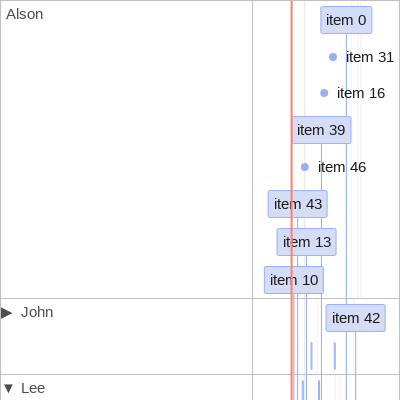 Alson
item 0
item 31
item 16
item 39
item 46
item 43
item 13
item 10
▶ John
item 42
▼ Lee